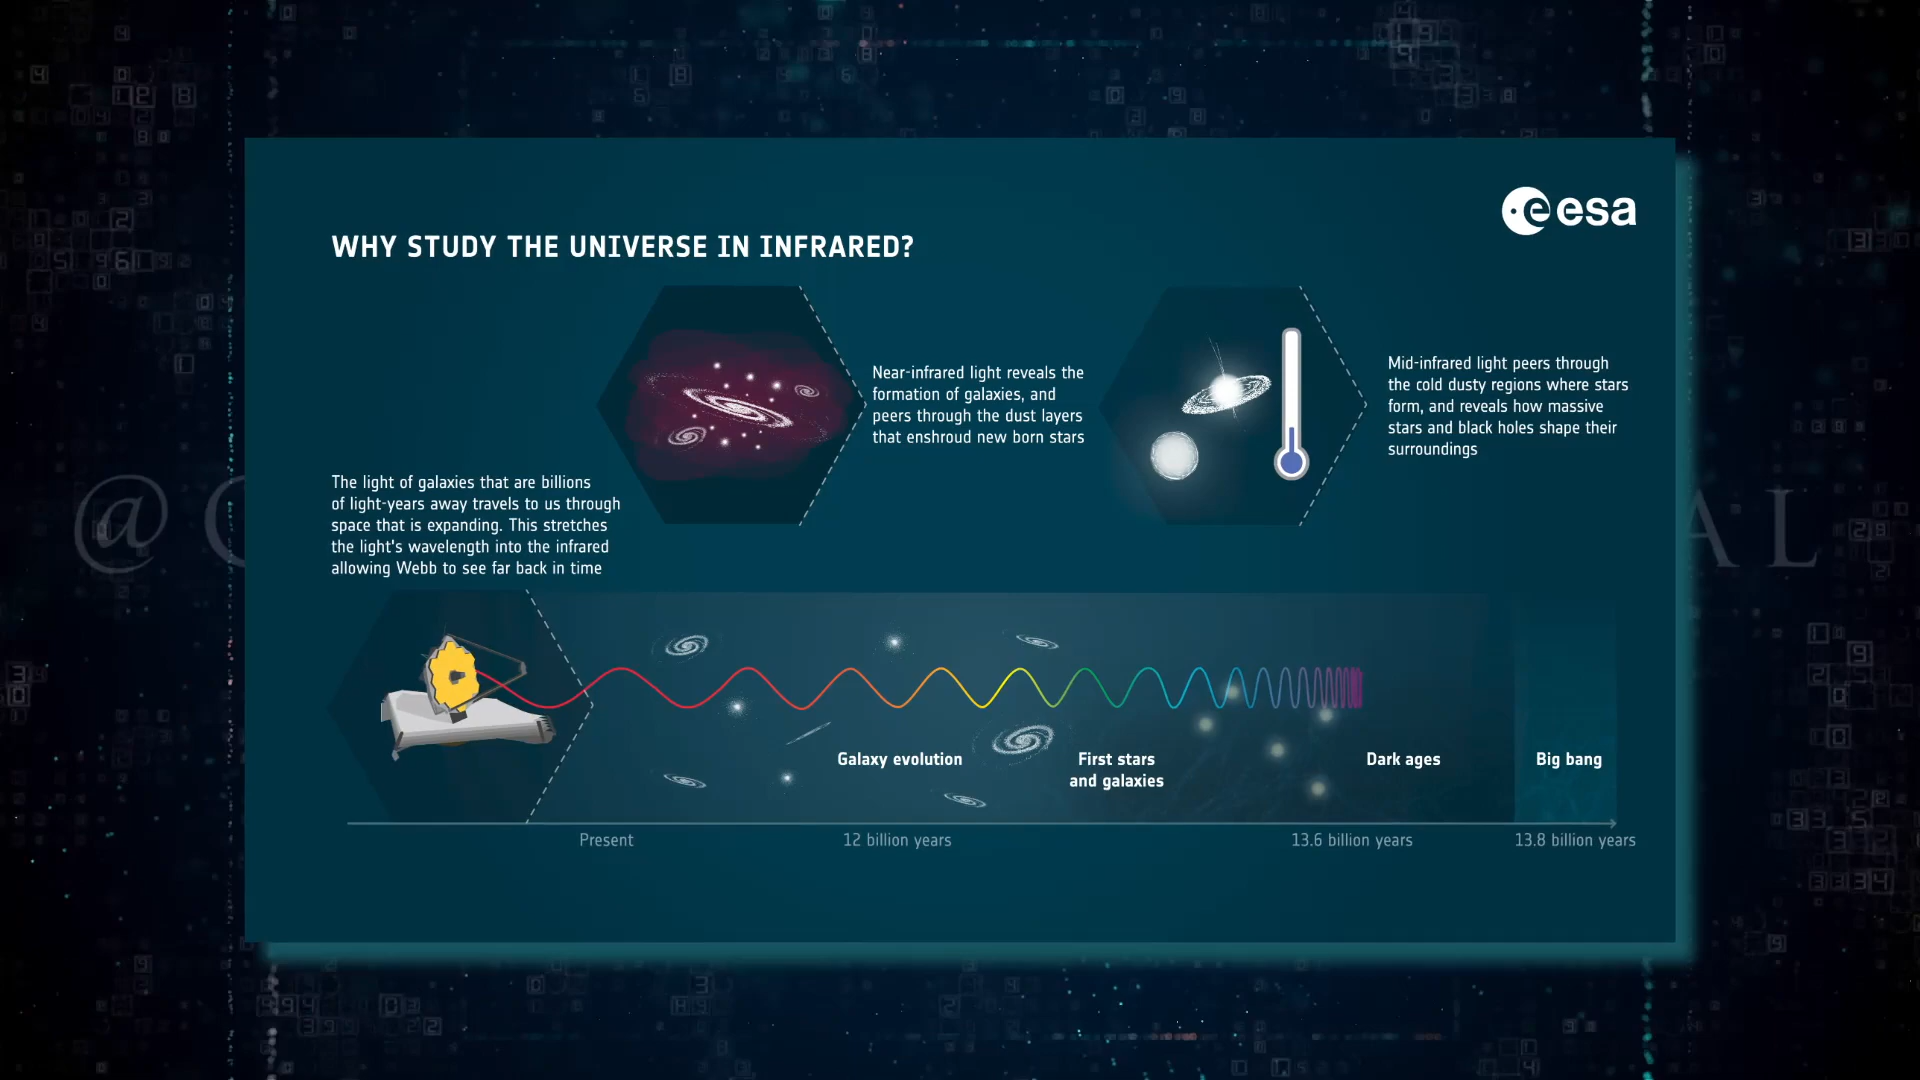 esa
WHY STUDY THE UNIVERSE IN INFRARED?
Near-infrared light reveals the
formation of galaxies, and
peers through the dust layers
that enshroud new born stars
Mid-infrared light peers through
the cold dusty regions where stars
form, and reveals how massive
stars and black holes shape their
surroundings
The light of galaxies that are billions
of light-years away travels to us through
space that is expanding. This stretches
the light's wavelength into the infrared
allowing Webb to see far back in time
Galaxy evolution
First stars
and galaxies
Dark ages
Big bang
Present
12 billion years
13.6 billion years
13.8 billion years